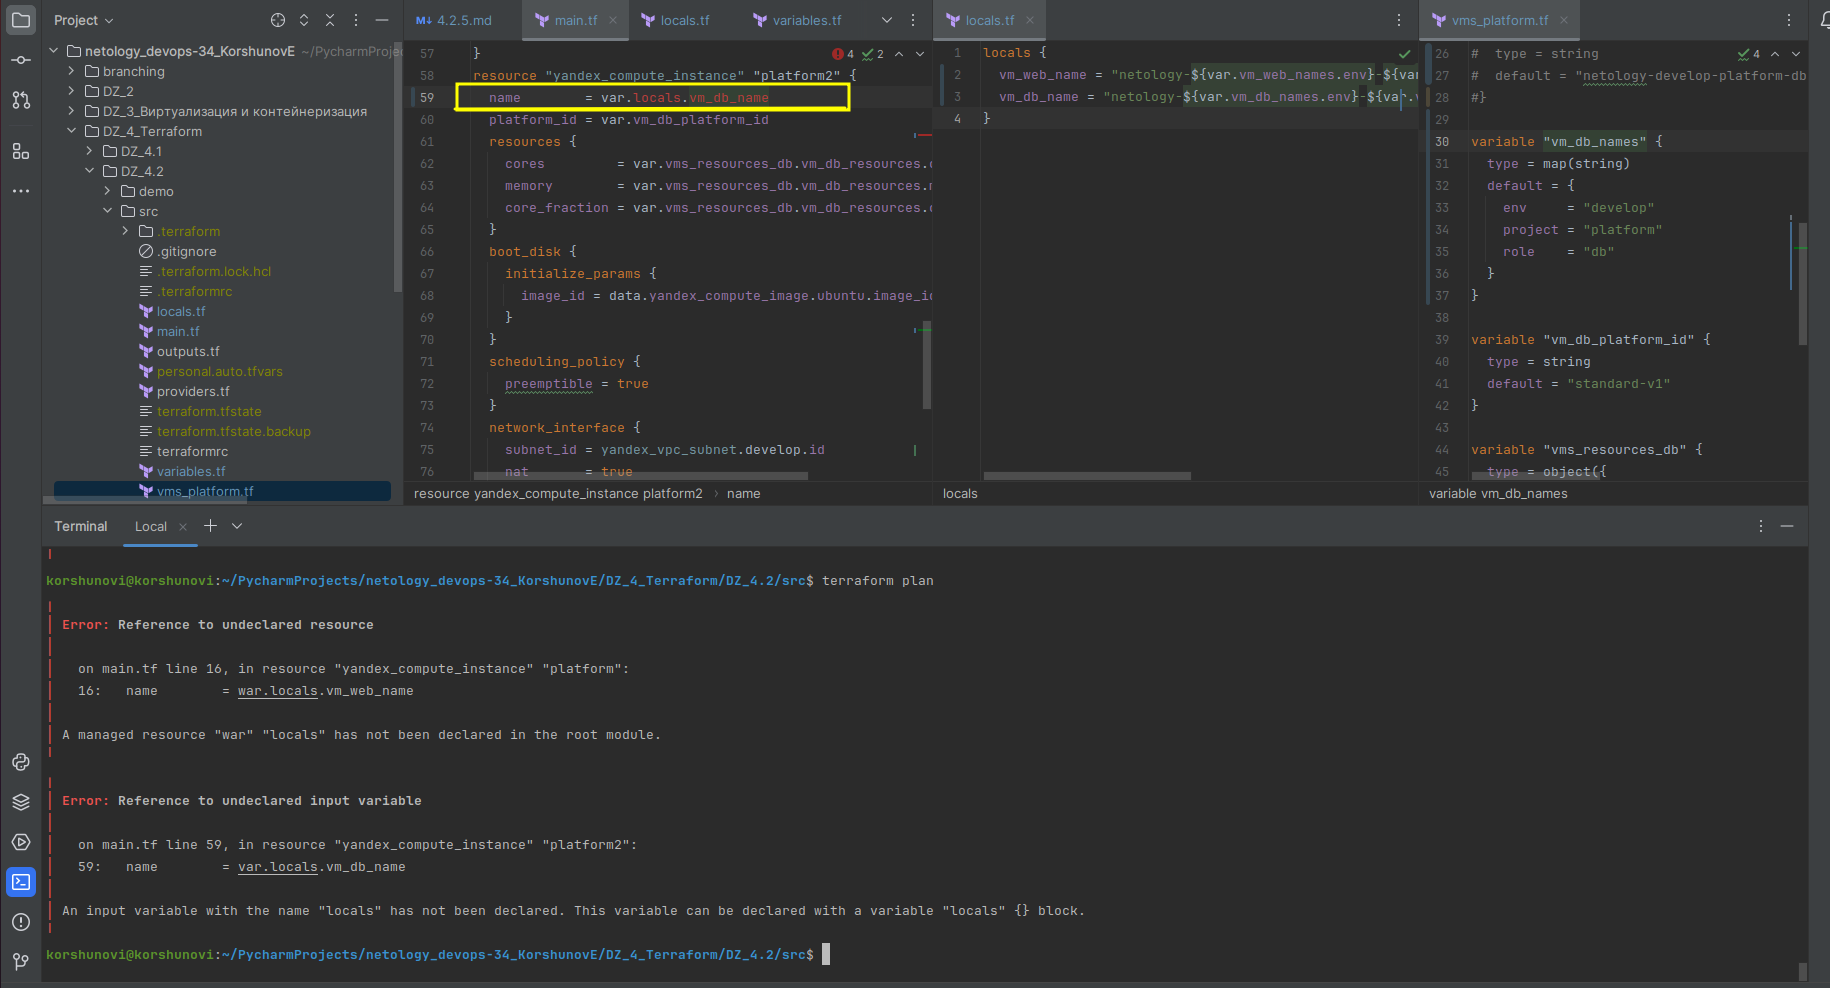 Project
4.2.5.md
main.tf
locals.tf
variables.tf
locals.tf
vms_platform.tf
netology_devops-34_KorshunovE ~/PycharmProjec
branching
DZ_2
DZ_3_Виртуализация и контейнеризация
DZ_4_Terraform
DZ_4.1
DZ_4.2
demo
src
.terraform
.gitignore
.terraform.lock.hcl
.terraformrc
locals.tf
main.tf
outputs.tf
personal.auto.tfvars
providers.tf
terraform.tfstate
terraform.tfstate.backup
terraformrc
variables.tf
vms_platform.tf
4 2
57 }
58 resource "yandex_compute_instance" "platform2" {
59 name = var.locals.vm_db_name
60 platform_id = var.vm_db_platform_id
61 resources {
62 cores = var.vms_resources_db.vm_db_resources.
63 memory = var.vms_resources_db.vm_db_resources.
64 core_fraction = var.vms_resources_db.vm_db_resources.
65 }
66 boot_disk {
67 initialize_params {
68 image_id = data.yandex_compute_image.ubuntu.image_id
69 }
70 }
71 scheduling_policy {
72 preemptible = true
73 }
74 network_interface {
75 subnet_id = yandex_vpc_subnet.develop.id
76 nat = true
resource yandex_compute_instance platform2 › name
1 locals {
2 vm_web_name = "netology-${var.vm_web_names.env}-${var
3 vm_db_name = "netology-${var.vm_db_names.env}-${var.v
4 }
locals
4
26 # type = string
27 # default = "netology-develop-platform-db
28 #}
29
30 variable "vm_db_names" {
31 type = map(string)
32 default = {
33 env = "develop"
34 project = "platform"
35 role = "db"
36 }
37 }
38
39 variable "vm_db_platform_id" {
40 type = string
41 default = "standard-v1"
42 }
43
44 variable "vms_resources_db" {
45 type = object({
variable vm_db_names
Terminal
Local
korshunovi@korshunovi:~/PycharmProjects/netology_devops-34_KorshunovE/DZ_4_Terraform/DZ_4.2/src$ terraform plan
Error: Reference to undeclared resource
on main.tf line 16, in resource "yandex_compute_instance" "platform":
16: name = war.locals.vm_web_name
A managed resource "war" "locals" has not been declared in the root module.
Error: Reference to undeclared input variable
on main.tf line 59, in resource "yandex_compute_instance" "platform2":
59: name = var.locals.vm_db_name
An input variable with the name "locals" has not been declared. This variable can be declared with a variable "locals" {} block.
korshunovi@korshunovi:~/PycharmProjects/netology_devops-34_KorshunovE/DZ_4_Terraform/DZ_4.2/src$